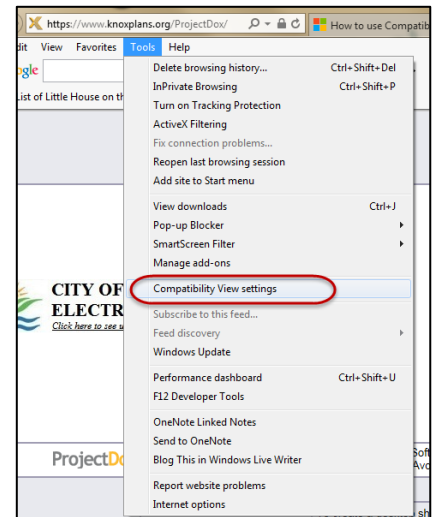 https://www.knoxplans.org/ProjectDox/
How to use Compatib
dit View Favorites Tools Help
ogle
List of Little House on th
Delete browsing history... Ctrl+Shift+Del
InPrivate Browsing Ctrl+Shift+P
Turn on Tracking Protection
ActiveX Filtering
Fix connection problems...
Reopen last browsing session
Add site to Start menu
View downloads Ctrl+J
Pop-up Blocker
SmartScreen Filter
Manage add-ons
Compatibility View settings
CITY OF
ELECTR
Click here to see u
Subscribe to this feed...
Feed discovery
Windows Update
Performance dashboard Ctrl+Shift+U
F12 Developer Tools
OneNote Linked Notes
Send to OneNote
Blog This in Windows Live Writer
ProjectDo
Soft
Avo
Report website problems
Internet options